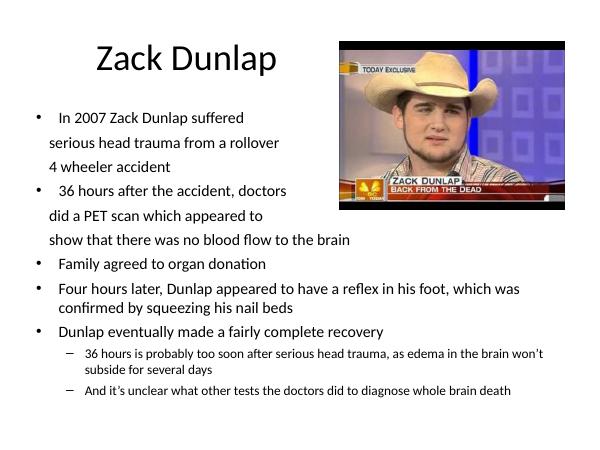 Zack Dunlap
• In 2007 Zack Dunlap suffered
serious head trauma from a rollover
4 wheeler accident
• 36 hours after the accident, doctors
did a PET scan which appeared to
show that there was no blood flow to the brain
• Family agreed to organ donation
• Four hours later, Dunlap appeared to have a reflex in his foot, which was
confirmed by squeezing his nail beds
• Dunlap eventually made a fairly complete recovery
– 36 hours is probably too soon after serious head trauma, as edema in the brain won't
subside for several days
– And it's unclear what other tests the doctors did to diagnose whole brain death
TODAY EXCLUSIVE
ZACK DUNLAP
BACK FROM THE DEAD